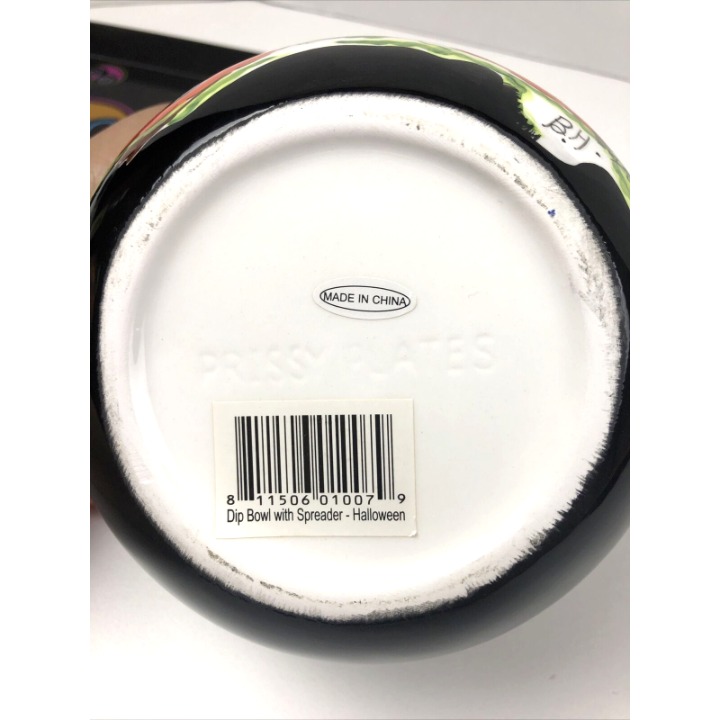 B.H.
MADE IN CHINA
PRISSY PLATES
8 11506 01007 9
Dip Bowl with Spreader - Halloween